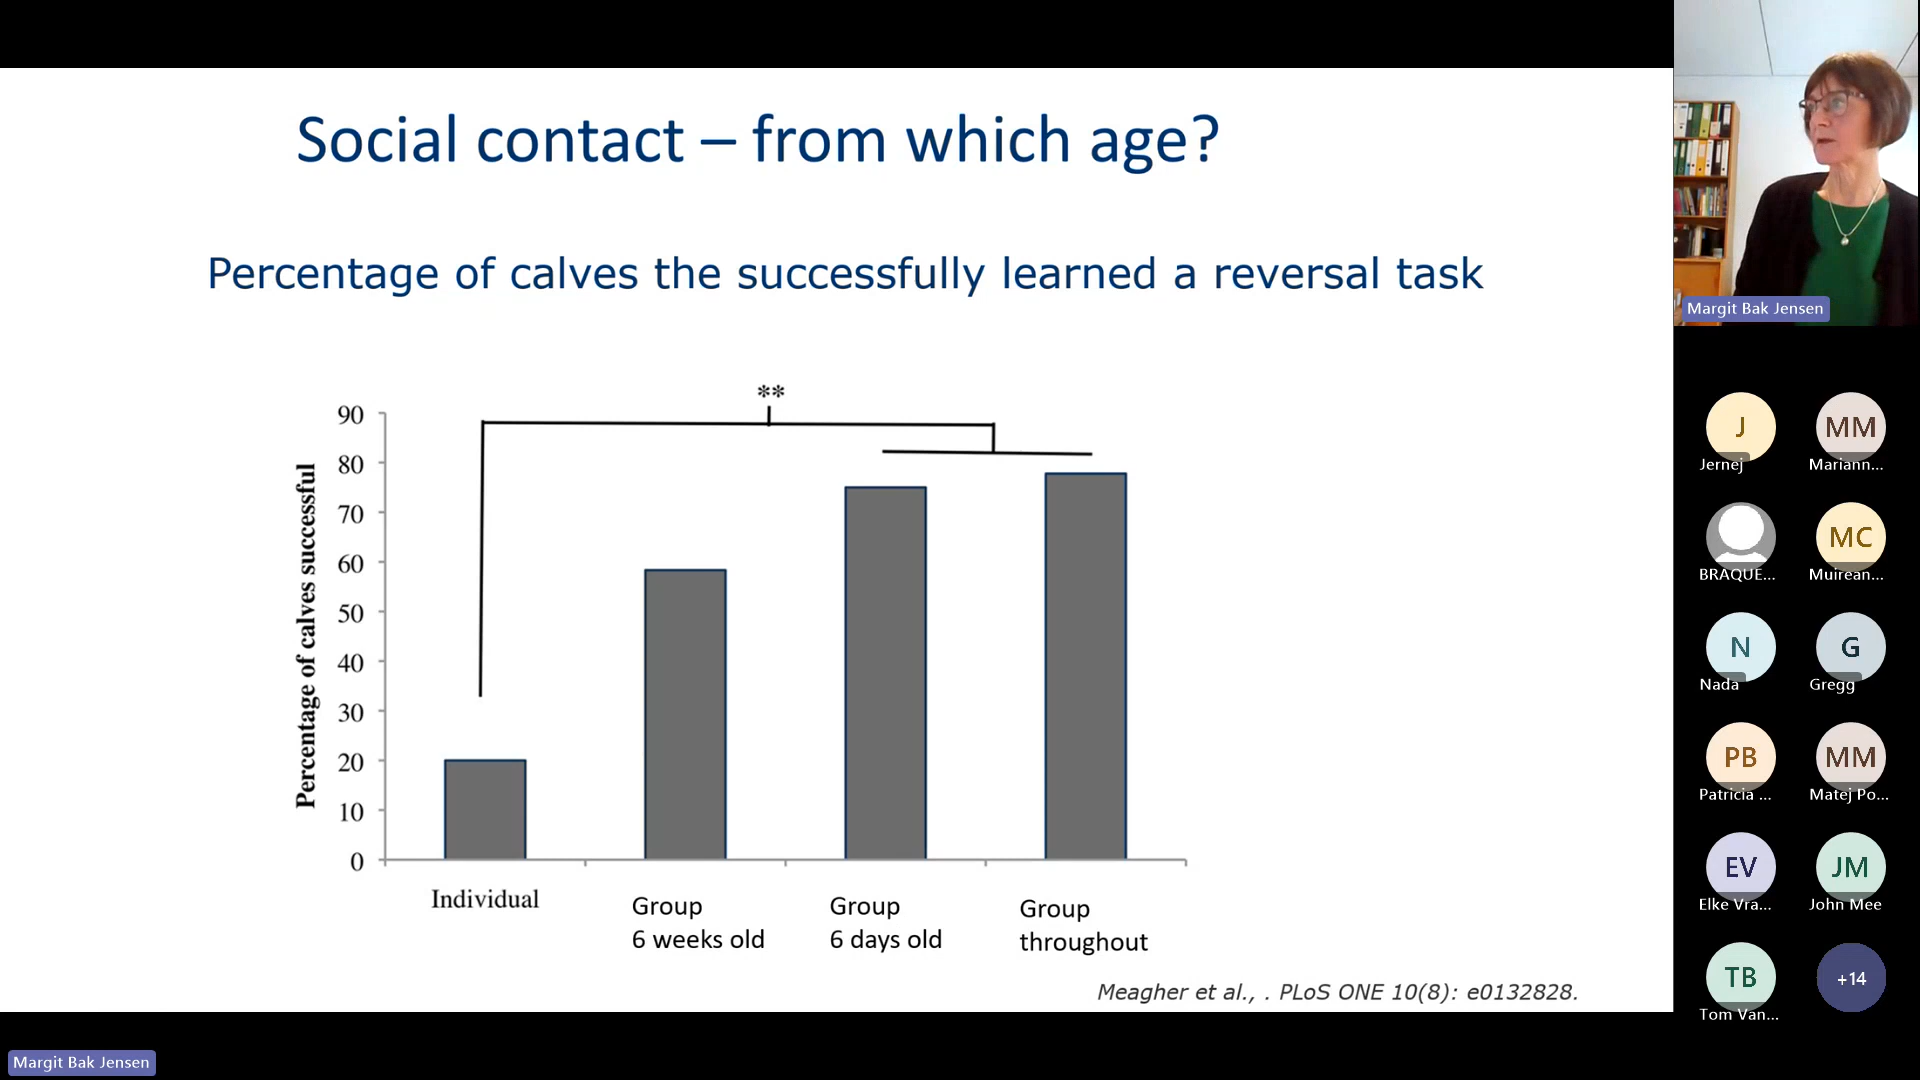 Social contact – from which age?
Percentage of calves the successfully learned a reversal task
**
90
80
70
60
50
40
30
20
10
0
Percentage of calves successful
Individual
Group
6 weeks old
Group
6 days old
Group
throughout
Meagher et al., . PLoS ONE 10(8): e0132828.
Margit Bak Jensen
Margit Bak Jensen
J
Jernej
MM
Mariann...
BRAQUE...
MC
Muirean...
N
Nada
G
Gregg
PB
Patricia ...
MM
Matej Po...
EV
Elke Vra...
JM
John Mee
TB
Tom Van...
+14